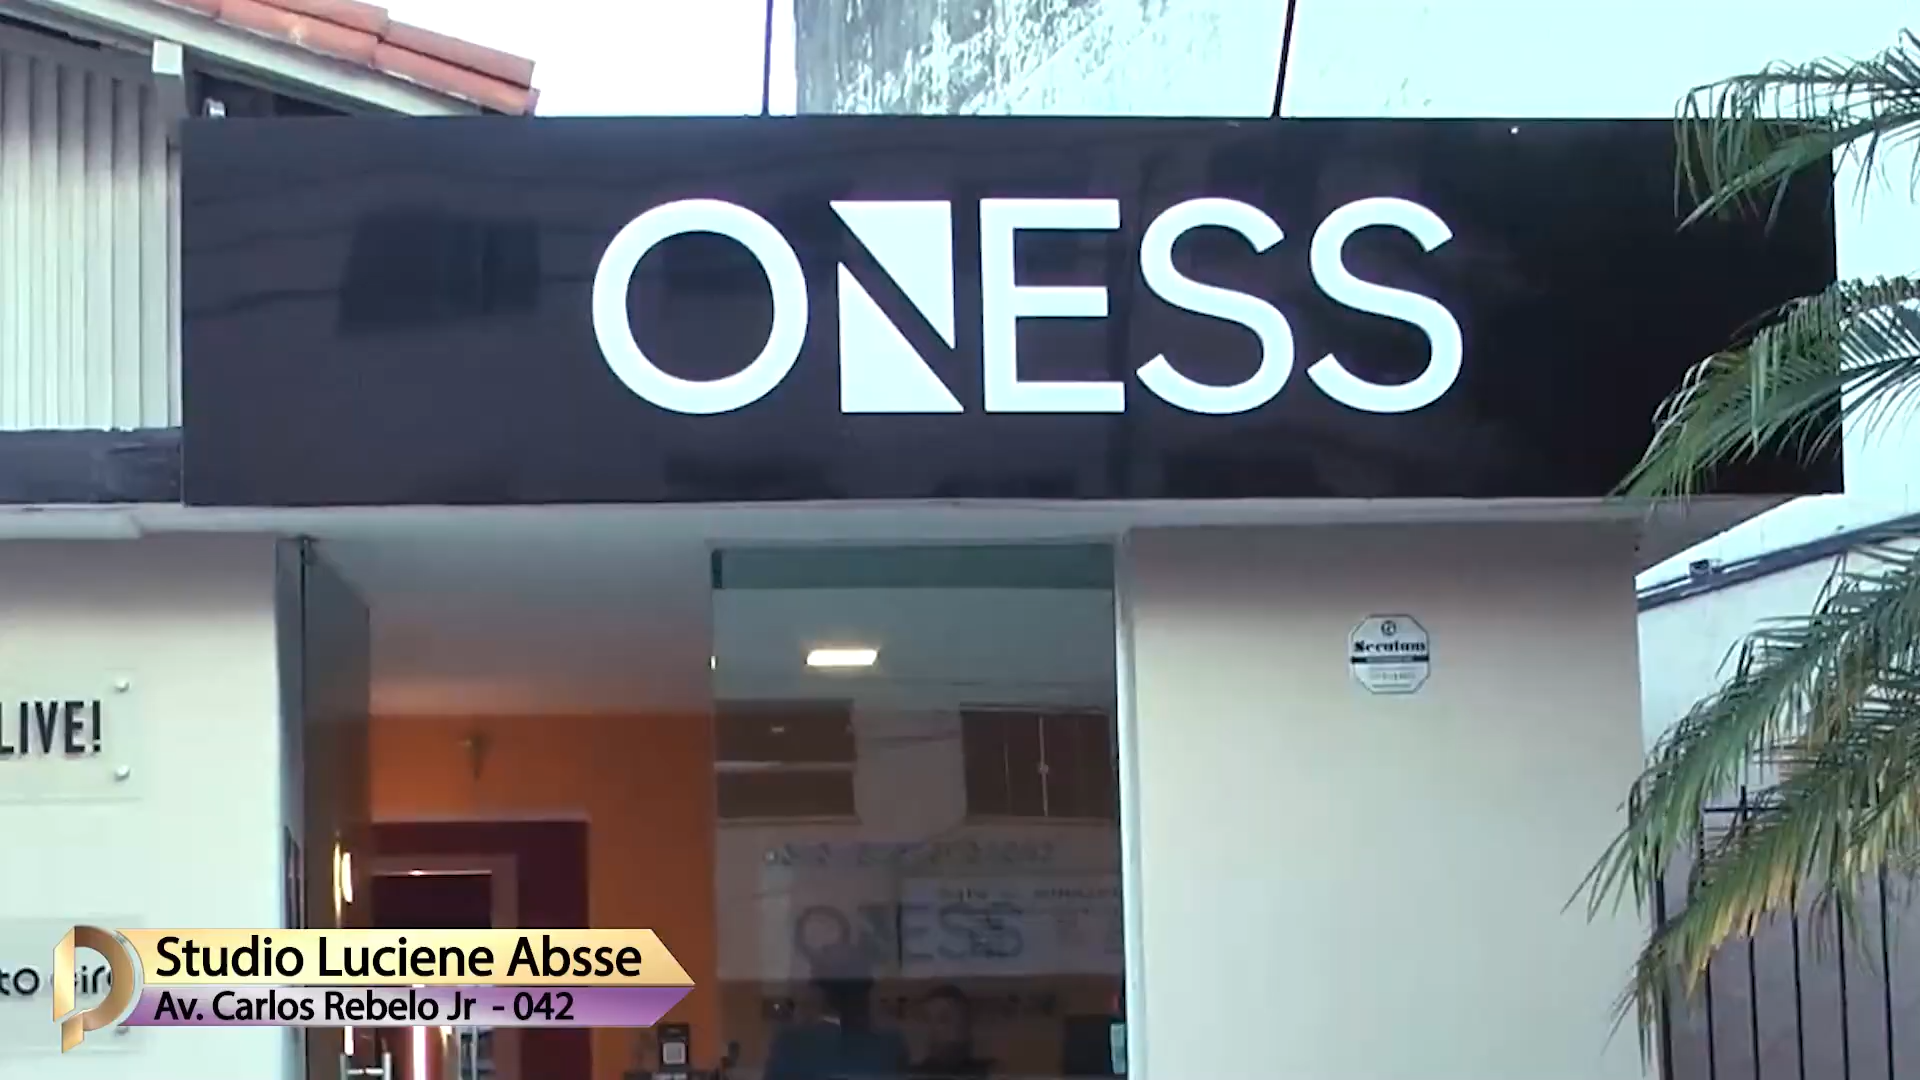 ONESS
Secutum
LIVE!
Studio Luciene Absse
Av. Carlos Rebelo Jr - 042